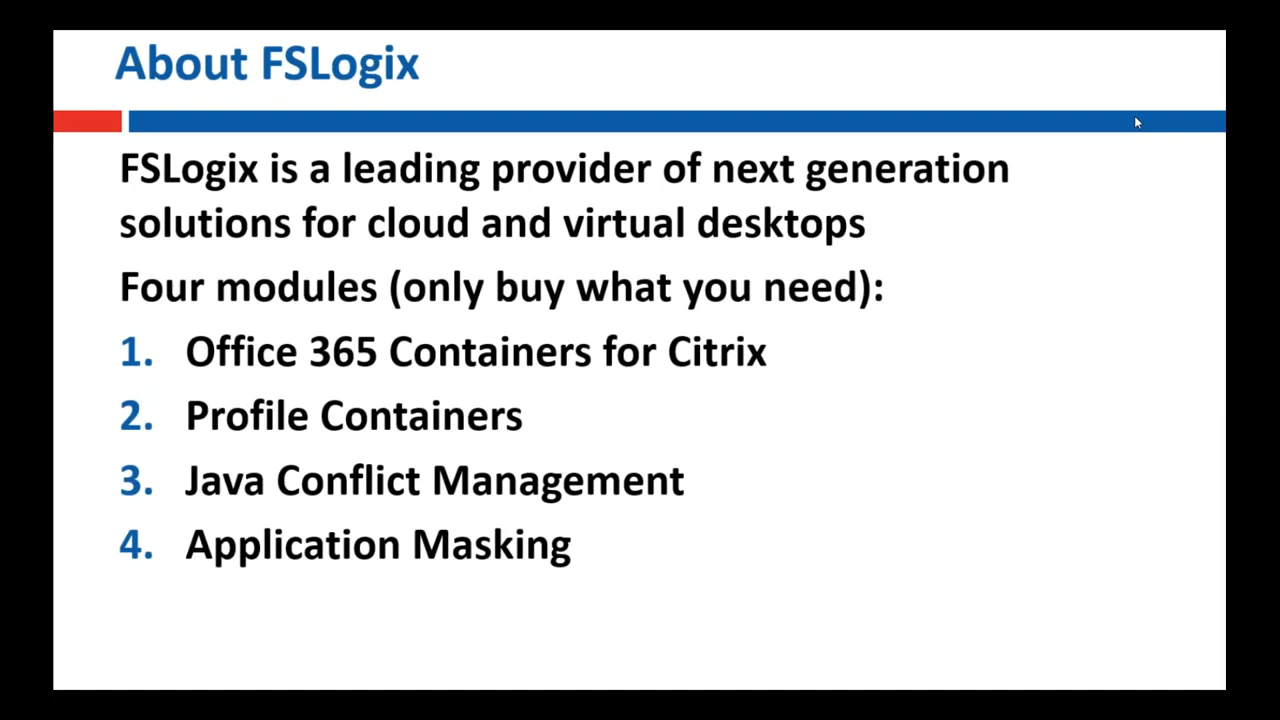 About FSLogix
FSLogix is a leading provider of next generation
solutions for cloud and virtual desktops
Four modules (only buy what you need):
1. Office 365 Containers for Citrix
2. Profile Containers
3. Java Conflict Management
4. Application Masking